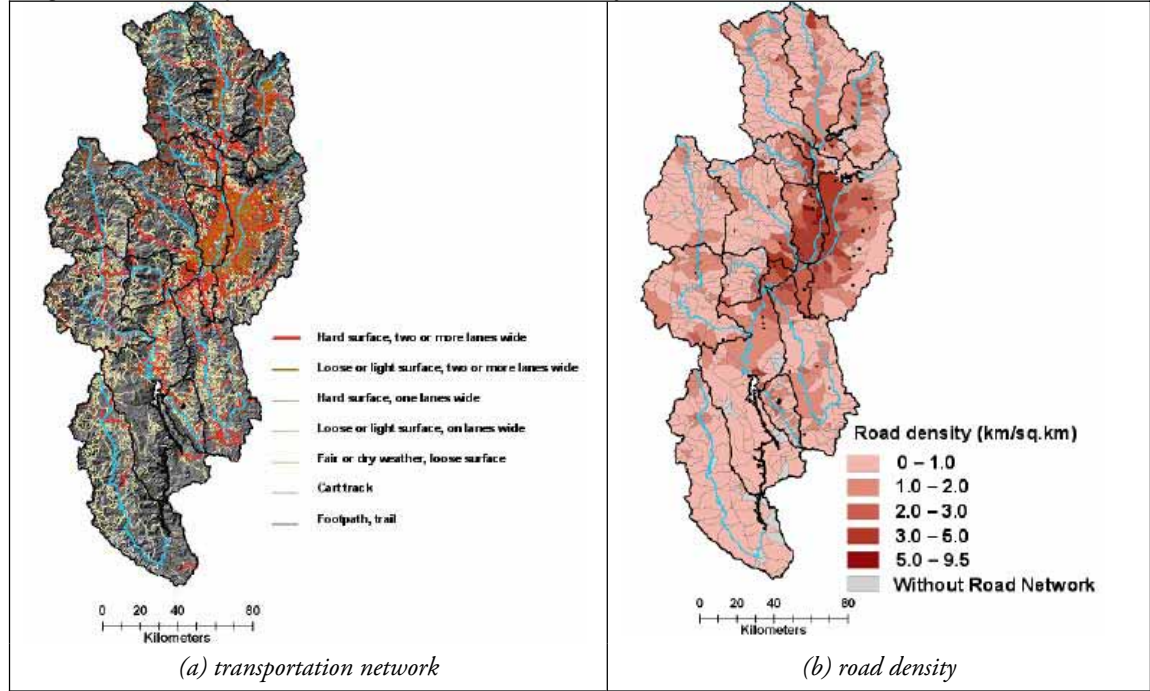 Hard surface, two or more lanes wide
Loose or light surface, two or more lanes wide
Hard surface, one lanes wide
Loose or light surface, on lanes wide
Fair or dry weather, loose surface
Cart track
Footpath, trail
0 20 40 80
Kilometers
(a) transportation network
Road density (km/sq.km)
0 – 1.0
1.0 – 2.0
2.0 – 3.0
3.0 – 5.0
5.0 – 9.5
Without Road Network
0 20 40 80
Kilometers
(b) road density